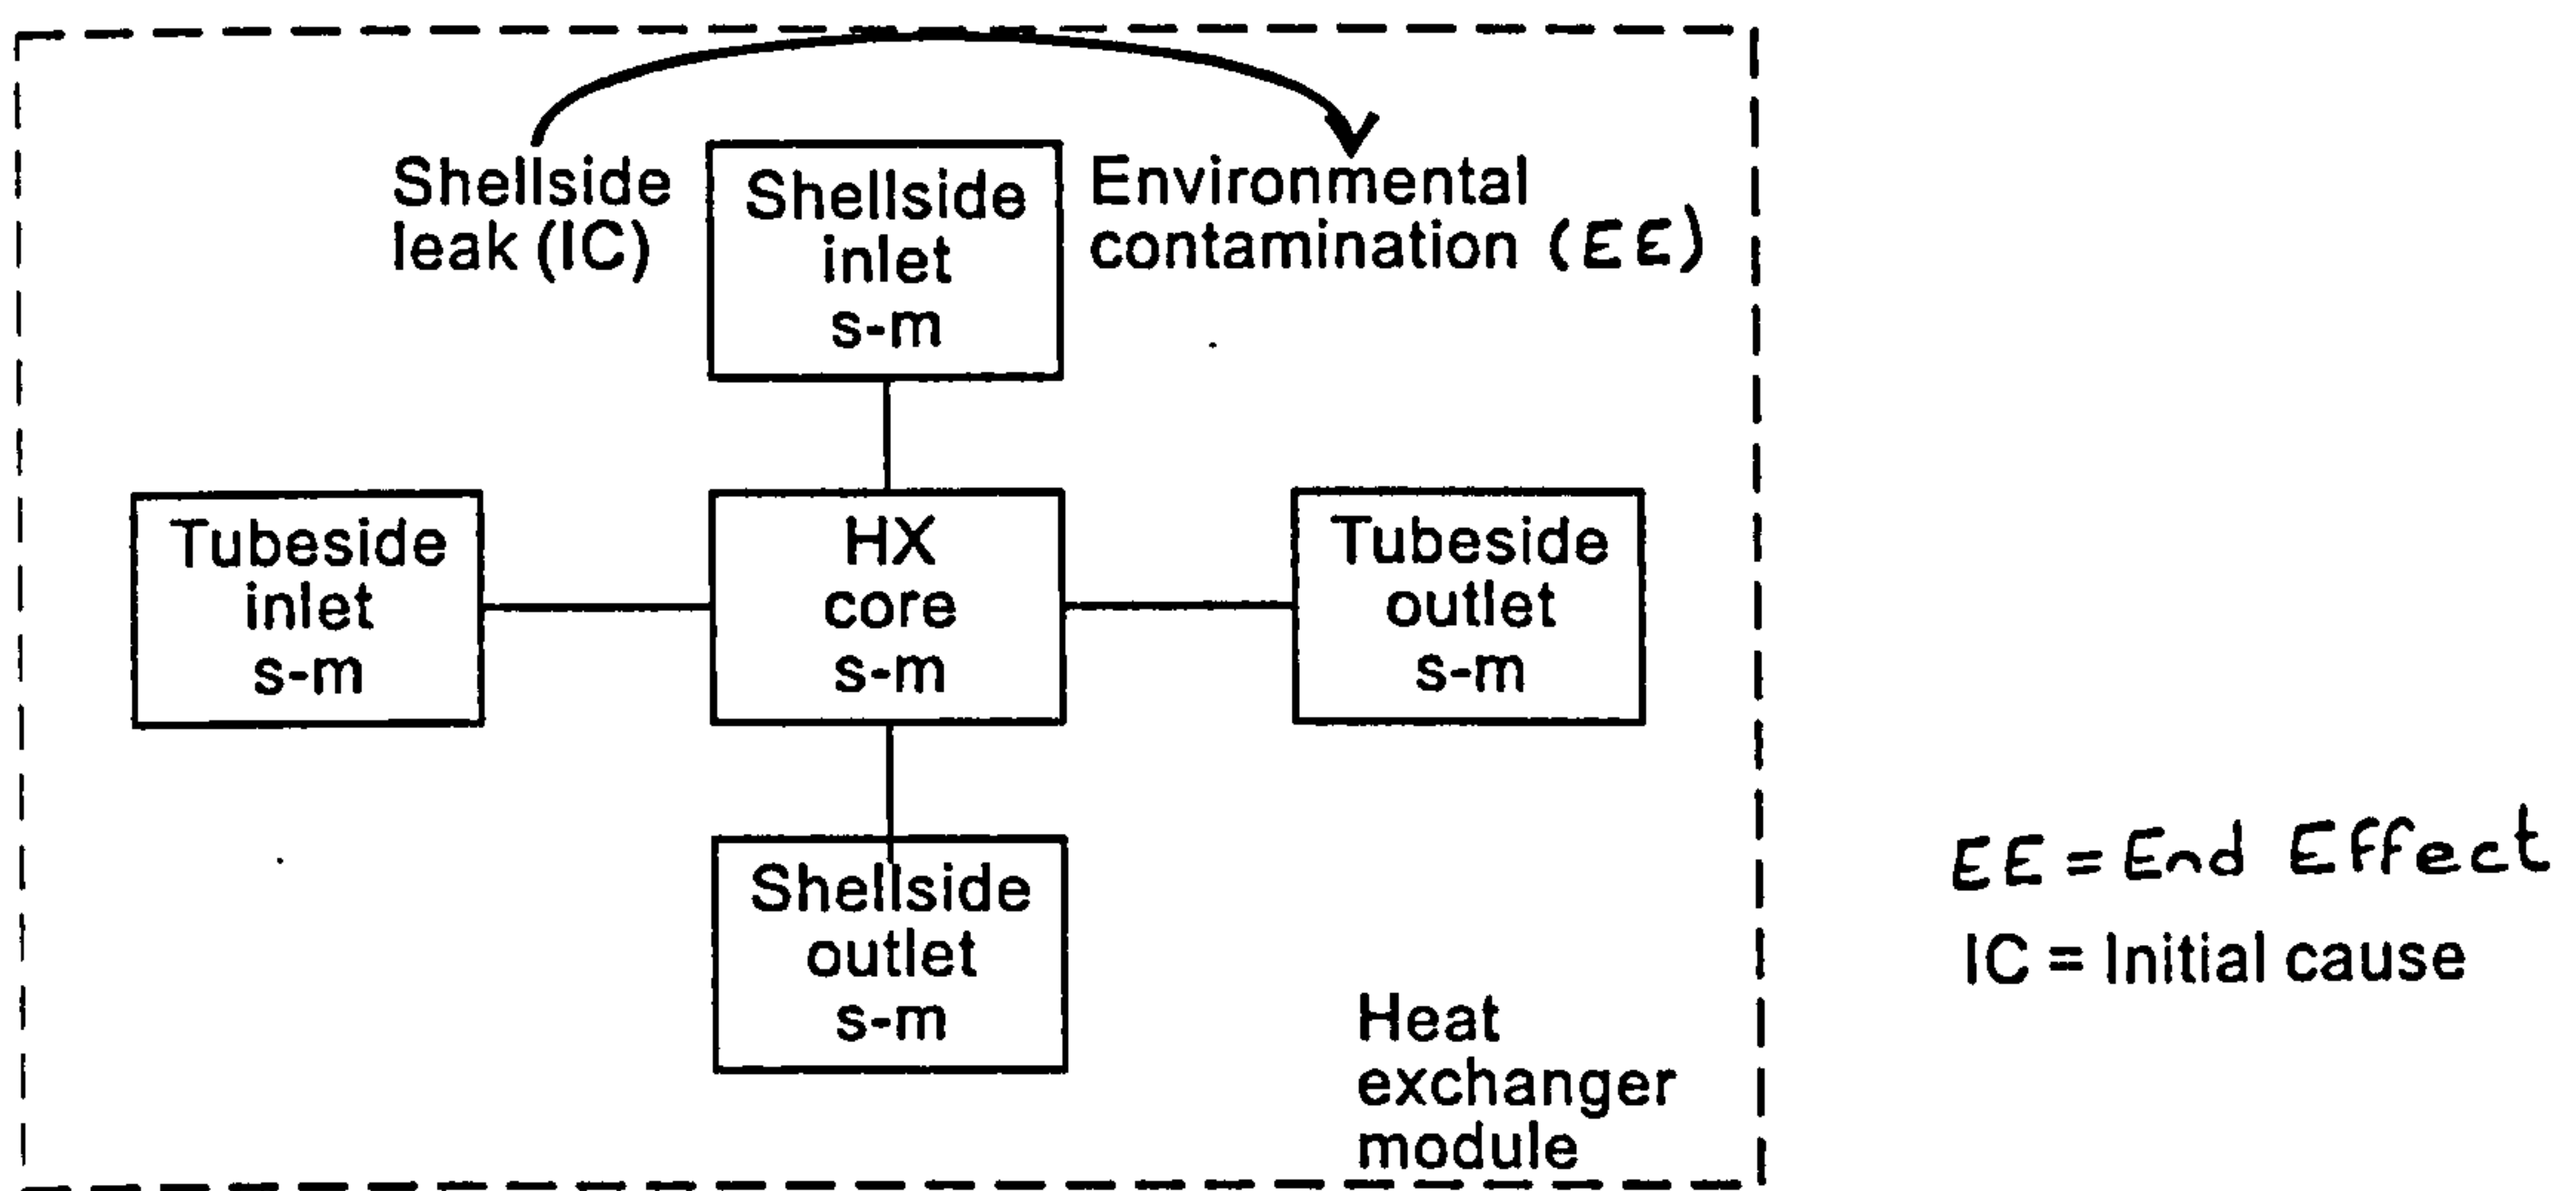 Shellside
leak (IC)
Shellside
inlet
s-m
Environmental
contamination (EE)
Tubeside
inlet
s-m
HX
core
s-m
Tubeside
outlet
s-m
Shellside
outlet
s-m
Heat
exchanger
module
EE = End Effect
IC = Initial cause